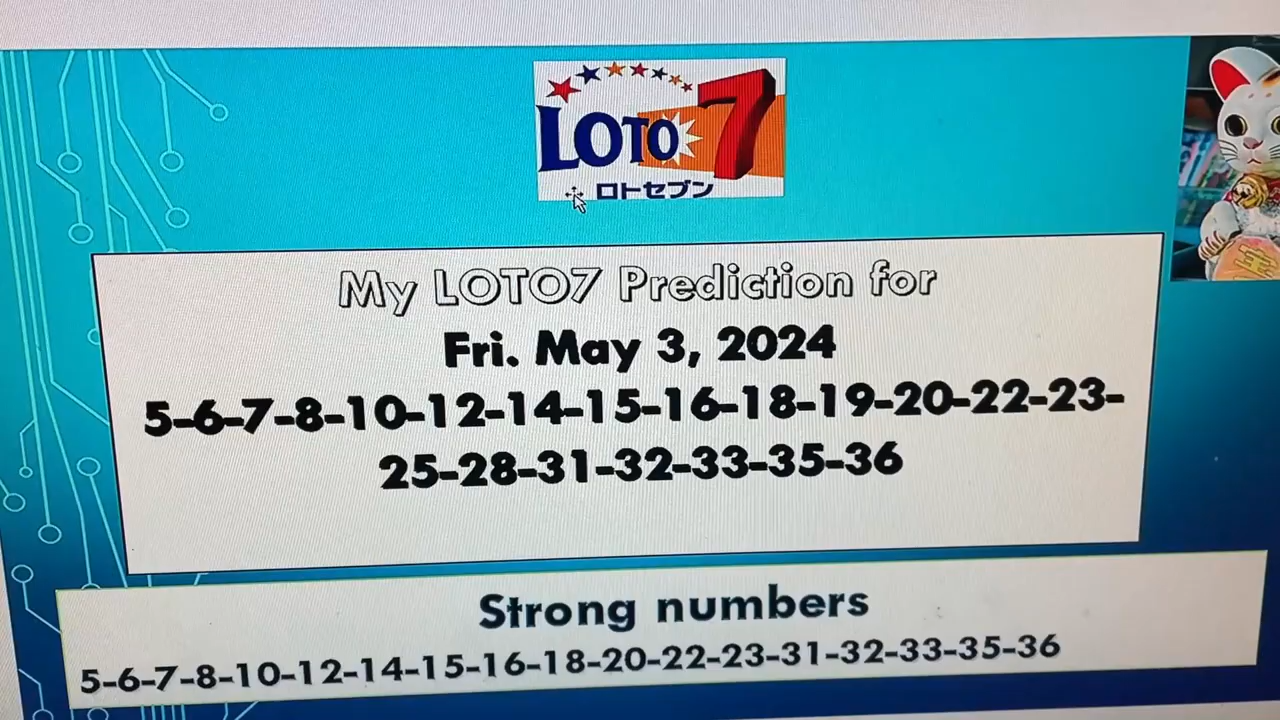 LOTO 7
ロトセブン
My LOTO7 Prediction for
Fri. May 3, 2024
5-6-7-8-10-12-14-15-16-18-19-20-22-23-
25-28-31-32-33-35-36
Strong numbers
5-6-7-8-10-12-14-15-16-18-20-22-23-31-32-33-35-36